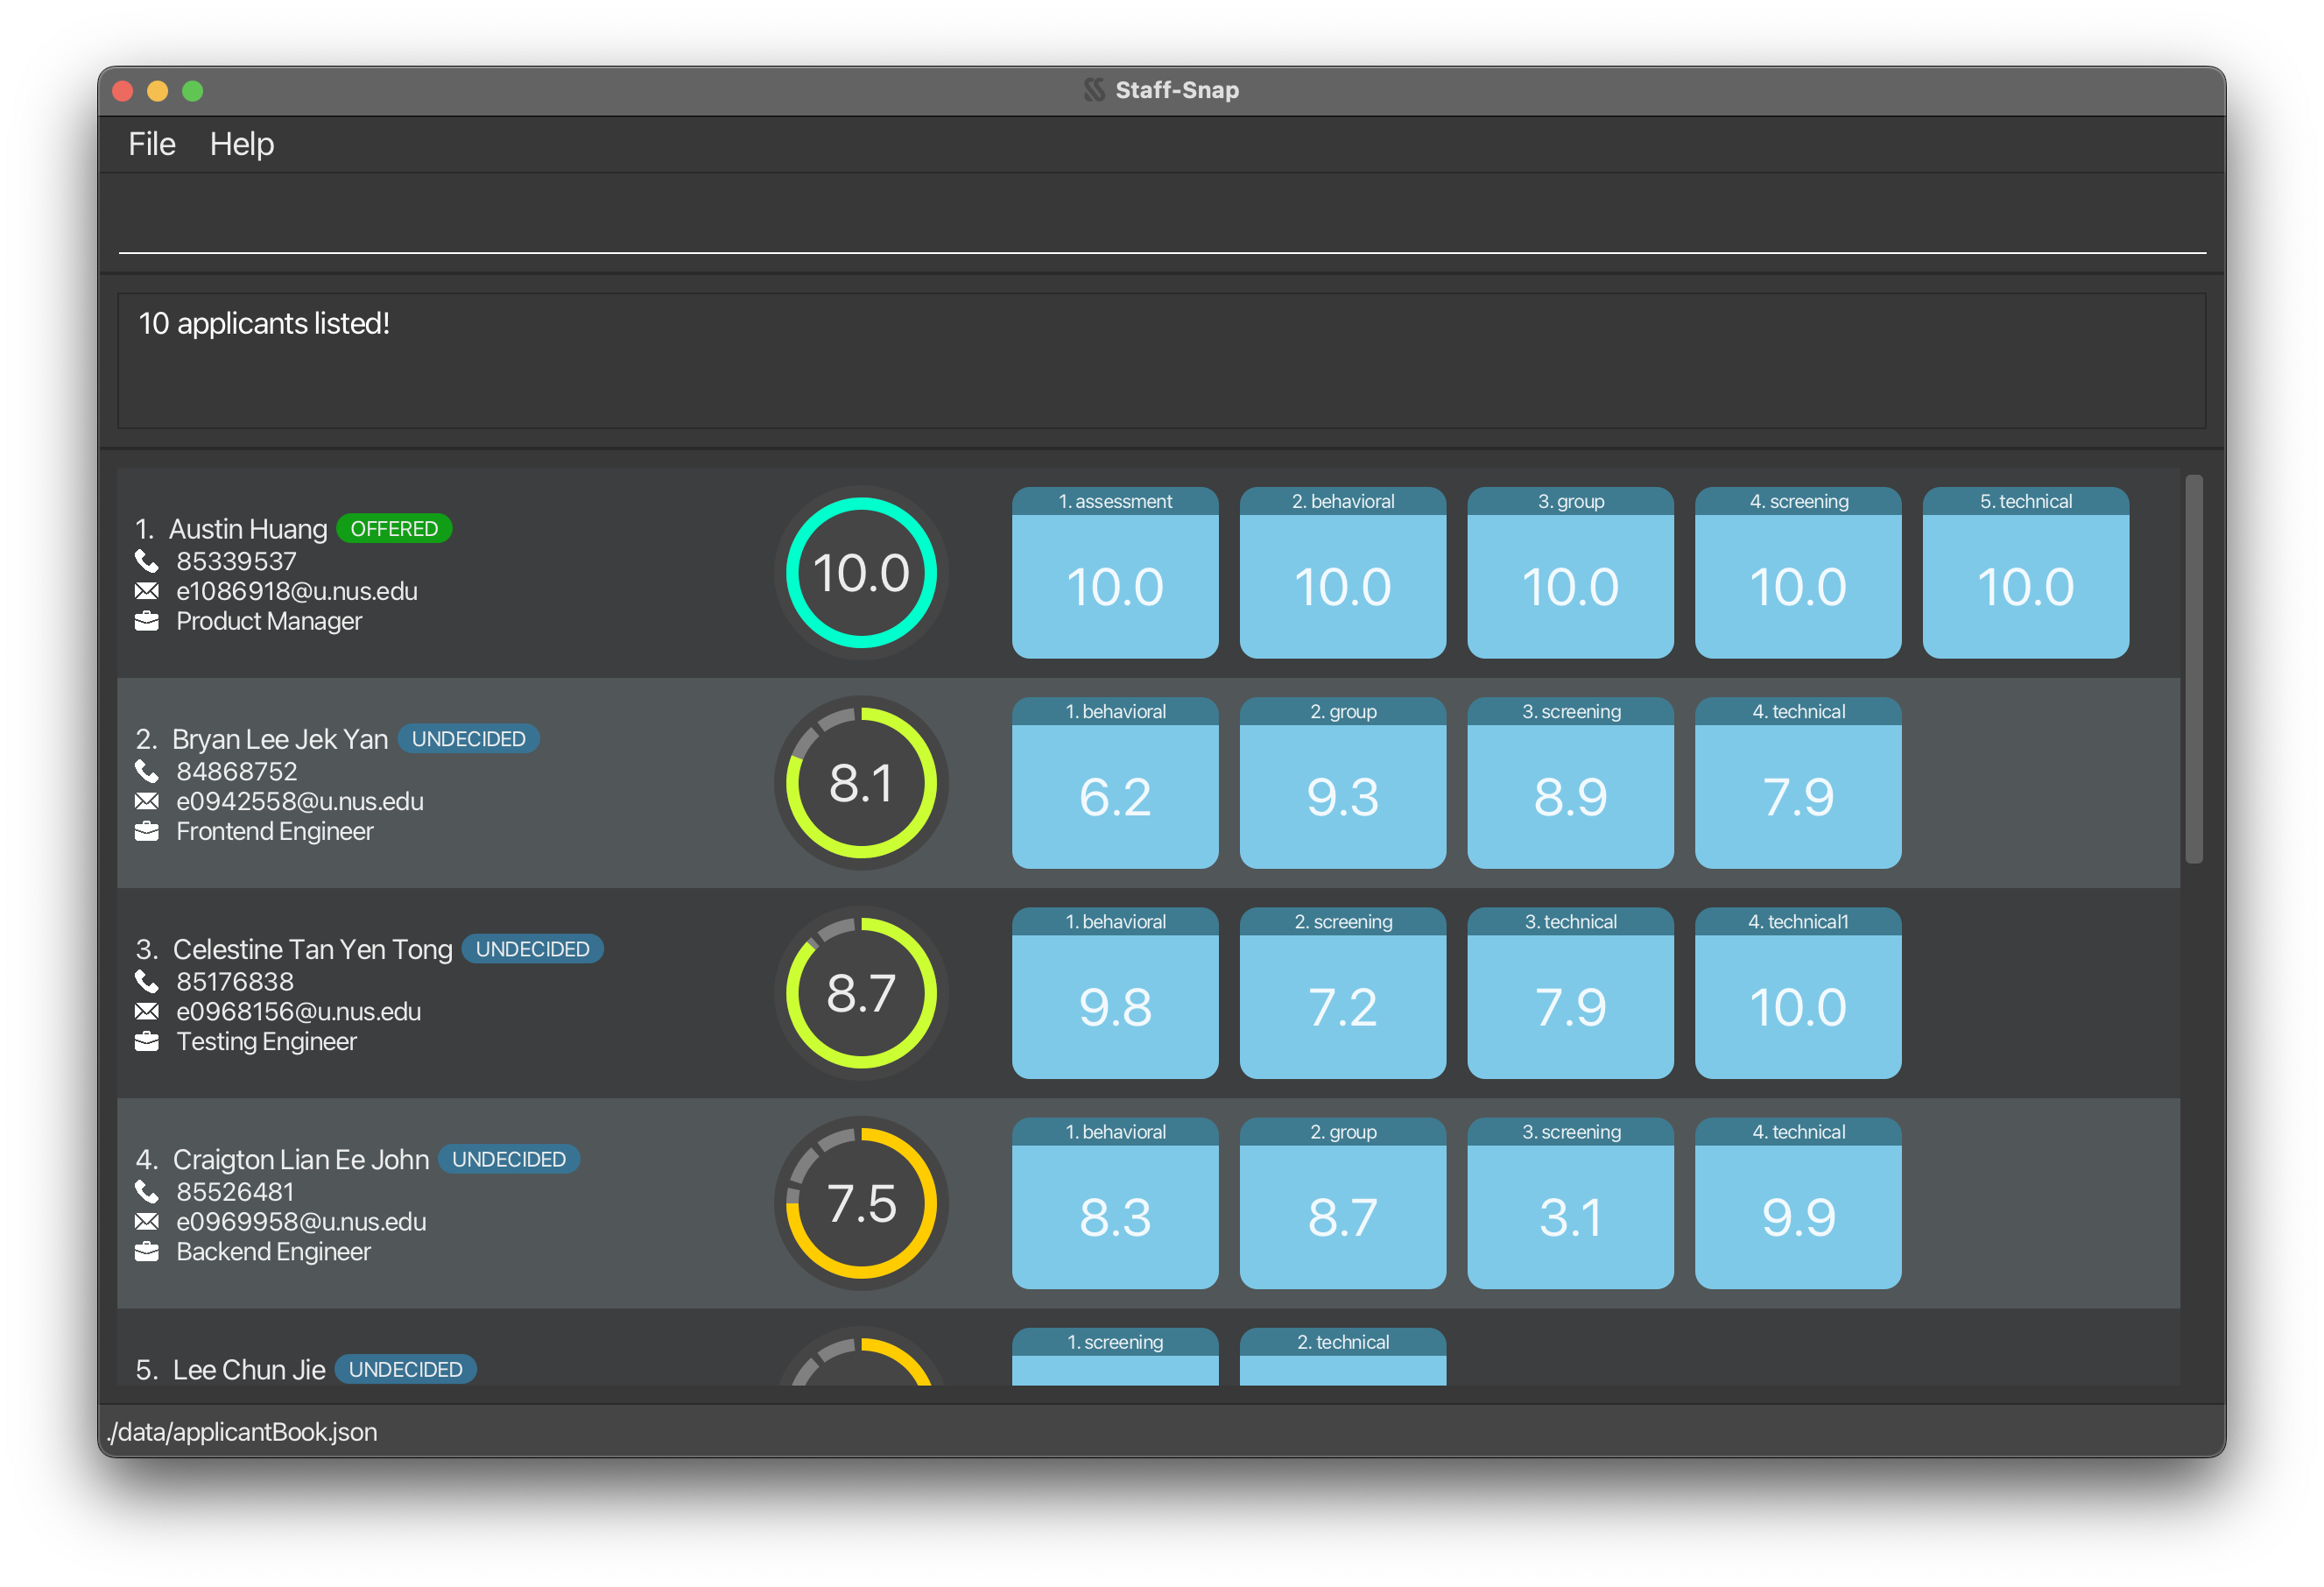 Staff-Snap
File Help
10 applicants listed!
1. Austin Huang OFFERED
85339537
e1086918@u.nus.edu
Product Manager
10.0
1. assessment
10.0
2. behavioral
10.0
3. group
10.0
4. screening
10.0
5. technical
10.0
2. Bryan Lee Jek Yan UNDECIDED
84868752
e0942558@u.nus.edu
Frontend Engineer
8.1
1. behavioral
6.2
2. group
9.3
3. screening
8.9
4. technical
7.9
3. Celestine Tan Yen Tong UNDECIDED
85176838
e0968156@u.nus.edu
Testing Engineer
8.7
1. behavioral
9.8
2. screening
7.2
3. technical
7.9
4. technical1
10.0
4. Craigton Lian Ee John UNDECIDED
85526481
e0969958@u.nus.edu
Backend Engineer
7.5
1. behavioral
8.3
2. group
8.7
3. screening
3.1
4. technical
9.9
5. Lee Chun Jie UNDECIDED
1. screening
2. technical
./data/applicantBook.json